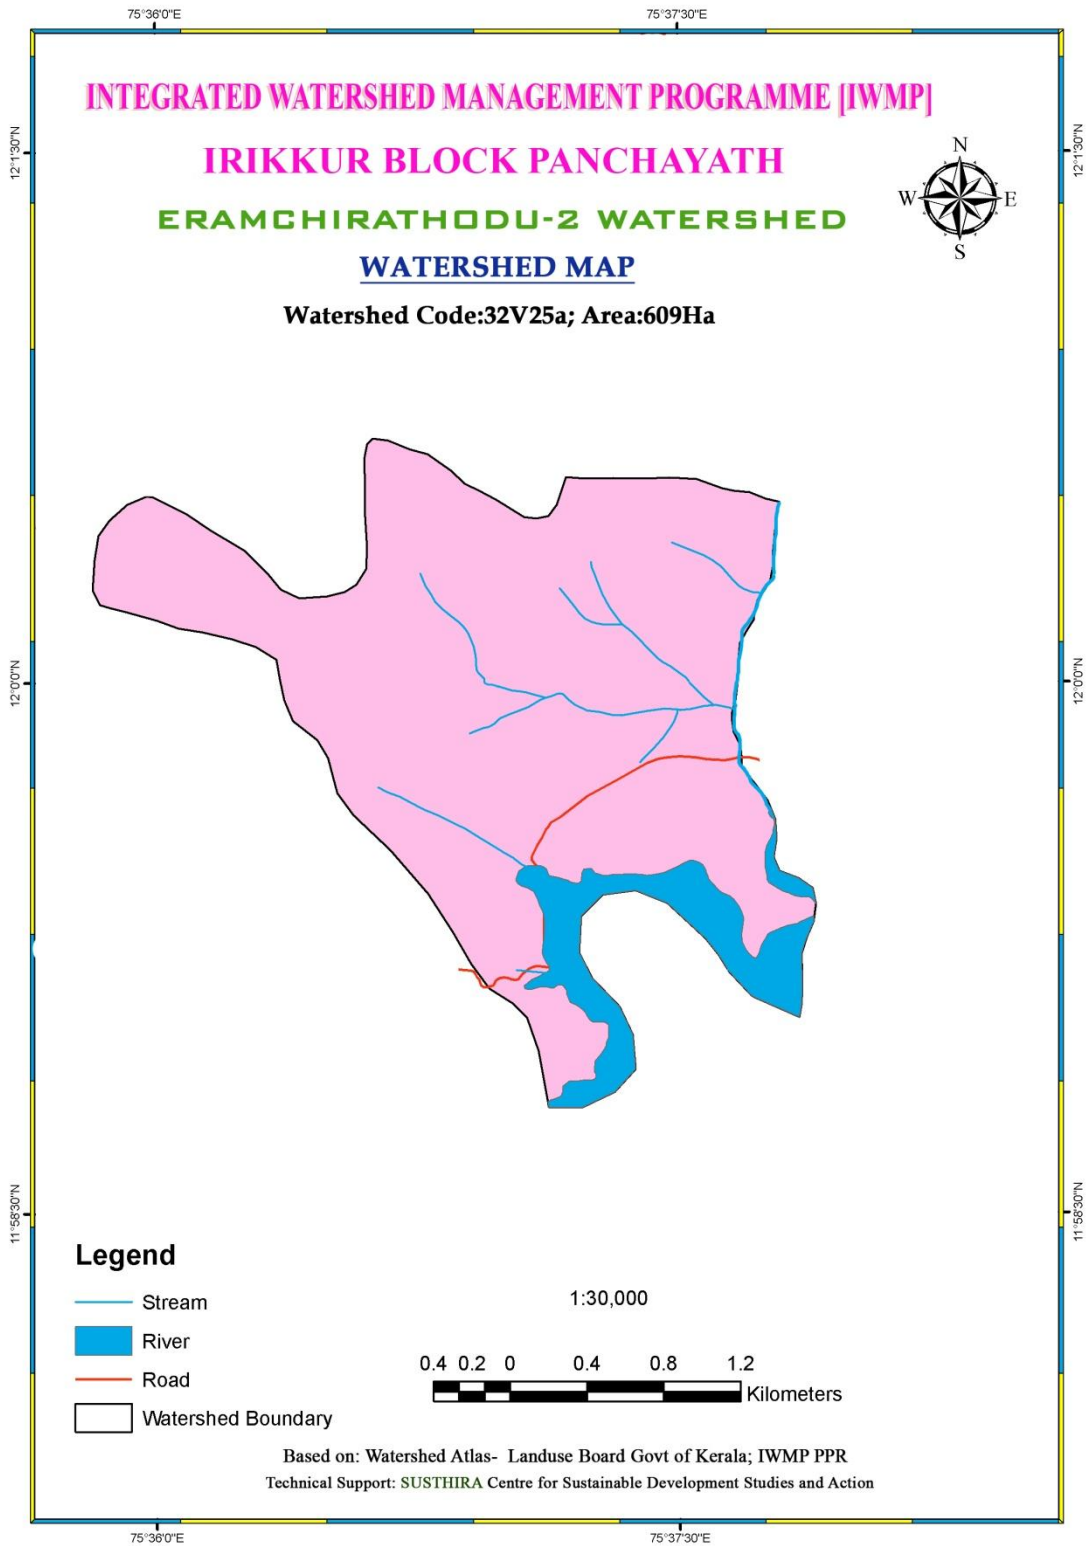 75°36'0"E 75°37'30"E
INTEGRATED WATERSHED MANAGEMENT PROGRAMME [IWMP]
12°1'30"N 12°1'30"N
IRIKKUR BLOCK PANCHAYATH
N
W E
S
ERAMCHIRATHODU-2 WATERSHED
WATERSHED MAP
Watershed Code:32V25a; Area:609Ha
12°0'0"N 12°0'0"N
11°58'30"N 11°58'30"N
Legend
Stream
River
Road
Watershed Boundary
1:30,000
0.4 0.2 0 0.4 0.8 1.2
Kilometers
Based on: Watershed Atlas- Landuse Board Govt of Kerala; IWMP PPR
Technical Support: SUSTHIRA Centre for Sustainable Development Studies and Action
75°36'0"E 75°37'30"E